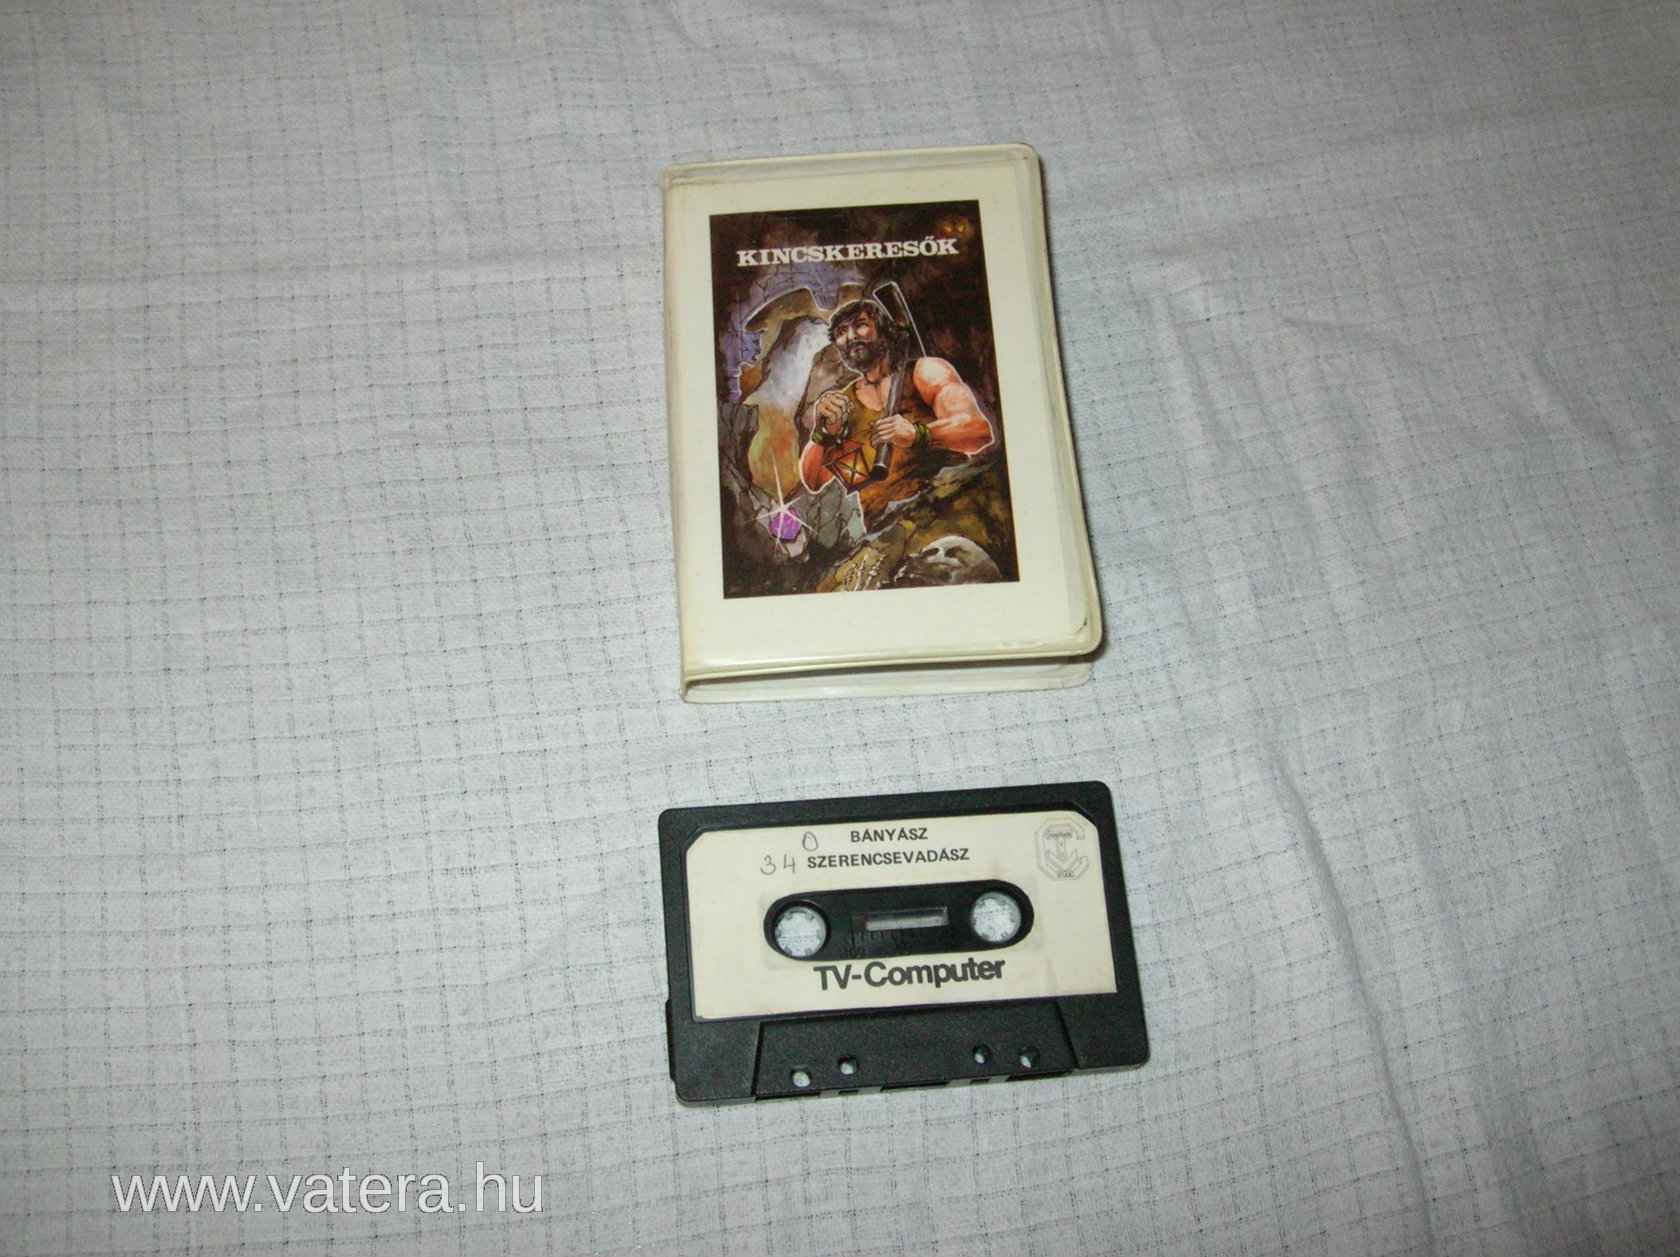 KINCSKERESŐK
0 BÁNYÁSZ
34 SZERENCSEVADÁSZ
TV-Computer
www.vatera.hu